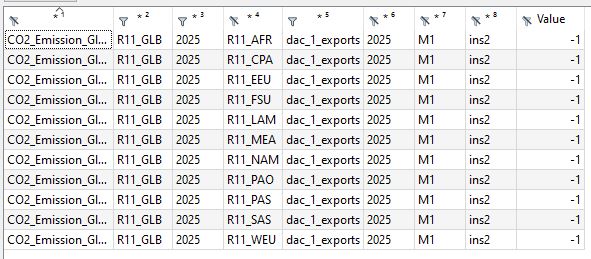 * 1 * 2 * 3 * 4 * 5 * 6 * 7 * 8 Value
CO2_Emission_Gl... R11_GLB 2025 R11_AFR dac_1_exports 2025 M1 ins2 -1
CO2_Emission_Gl... R11_GLB 2025 R11_CPA dac_1_exports 2025 M1 ins2 -1
CO2_Emission_Gl... R11_GLB 2025 R11_EEU dac_1_exports 2025 M1 ins2 -1
CO2_Emission_Gl... R11_GLB 2025 R11_FSU dac_1_exports 2025 M1 ins2 -1
CO2_Emission_Gl... R11_GLB 2025 R11_LAM dac_1_exports 2025 M1 ins2 -1
CO2_Emission_Gl... R11_GLB 2025 R11_MEA dac_1_exports 2025 M1 ins2 -1
CO2_Emission_Gl... R11_GLB 2025 R11_NAM dac_1_exports 2025 M1 ins2 -1
CO2_Emission_Gl... R11_GLB 2025 R11_PAO dac_1_exports 2025 M1 ins2 -1
CO2_Emission_Gl... R11_GLB 2025 R11_PAS dac_1_exports 2025 M1 ins2 -1
CO2_Emission_Gl... R11_GLB 2025 R11_SAS dac_1_exports 2025 M1 ins2 -1
CO2_Emission_Gl... R11_GLB 2025 R11_WEU dac_1_exports 2025 M1 ins2 -1